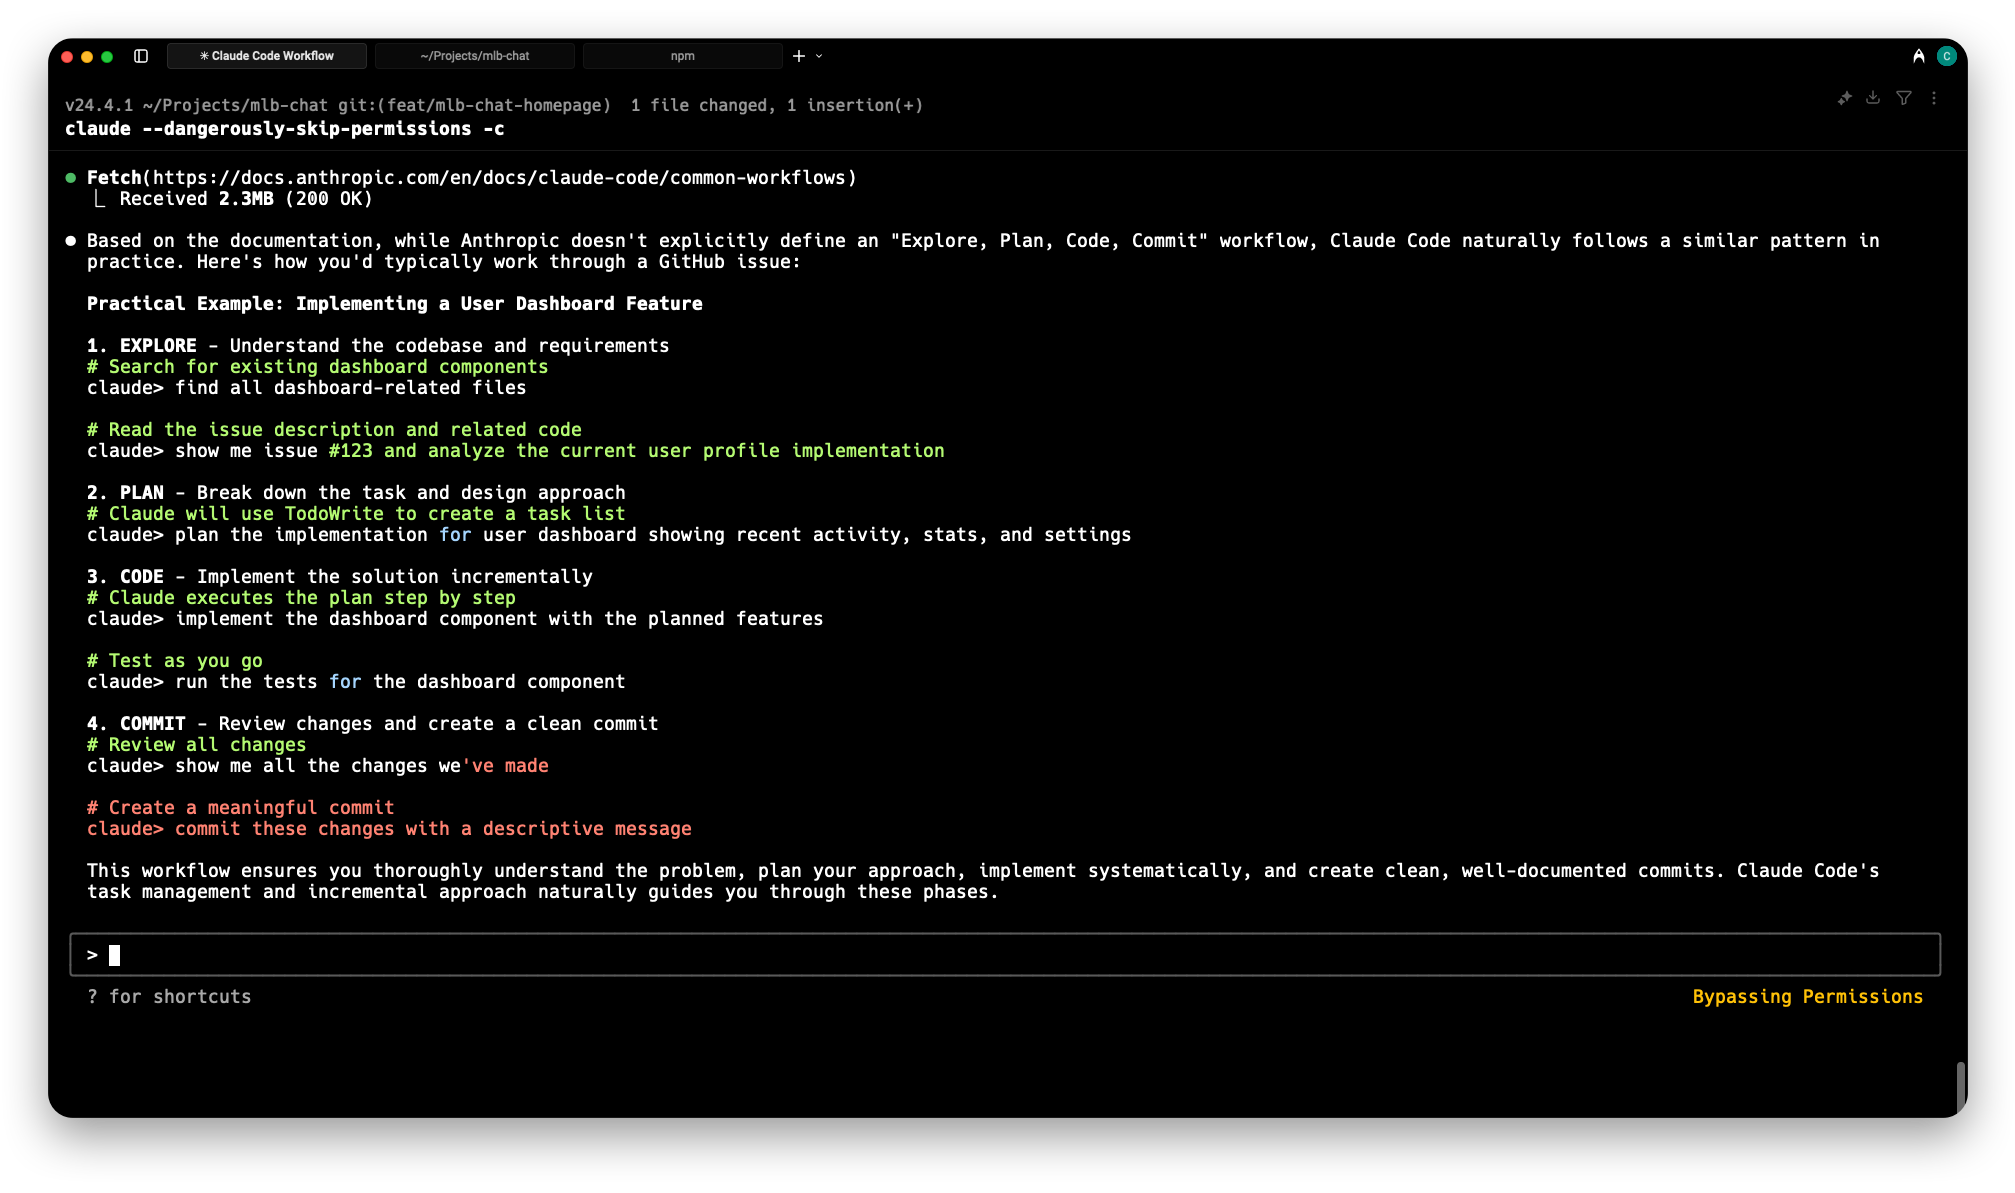 ✳ Claude Code Workflow
~/Projects/mlb-chat
npm
C
v24.4.1 ~/Projects/mlb-chat git:(feat/mlb-chat-homepage)  1 file changed, 1 insertion(+)
claude --dangerously-skip-permissions -c
Fetch(https://docs.anthropic.com/en/docs/claude-code/common-workflows)
Received 2.3MB (200 OK)
Based on the documentation, while Anthropic doesn't explicitly define an "Explore, Plan, Code, Commit" workflow, Claude Code naturally follows a similar pattern in
practice. Here's how you'd typically work through a GitHub issue:
Practical Example: Implementing a User Dashboard Feature
1. EXPLORE - Understand the codebase and requirements
# Search for existing dashboard components
claude> find all dashboard-related files
# Read the issue description and related code
claude> show me issue #123 and analyze the current user profile implementation
2. PLAN - Break down the task and design approach
# Claude will use TodoWrite to create a task list
claude> plan the implementation for user dashboard showing recent activity, stats, and settings
3. CODE - Implement the solution incrementally
# Claude executes the plan step by step
claude> implement the dashboard component with the planned features
# Test as you go
claude> run the tests for the dashboard component
4. COMMIT - Review changes and create a clean commit
# Review all changes
claude> show me all the changes we've made
# Create a meaningful commit
claude> commit these changes with a descriptive message
This workflow ensures you thoroughly understand the problem, plan your approach, implement systematically, and create clean, well-documented commits. Claude Code's
task management and incremental approach naturally guides you through these phases.
>
? for shortcuts
Bypassing Permissions